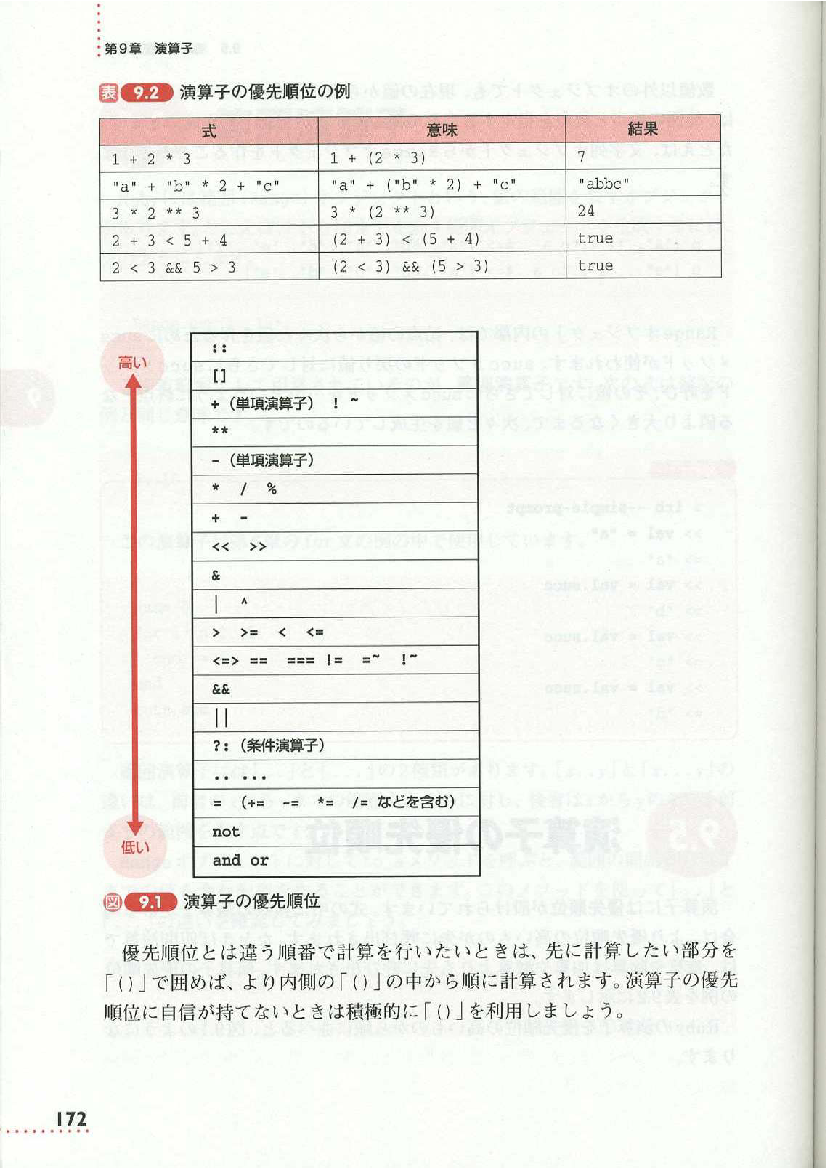 第9章 演算子
表 9.2 演算子の優先順位の例
式 意味 結果
1 + 2 * 3 1 + (2 * 3) 7
"a" + "b" * 2 + "c" "a" + ("b" * 2) + "c" "abbc"
3 * 2 ** 3 3 * (2 ** 3) 24
2 + 3 < 5 + 4 (2 + 3) < (5 + 4) true
2 < 3 && 5 > 3 (2 < 3) && (5 > 3) true
高い
::
[]
+ (単項演算子) ! ~
**
- (単項演算子)
* / %
+ -
<< >>
&
| ^
> >= < <=
<=> == === != =~ !~
&&
||
?: (条件演算子)
.. ...
= (+= -= *= /= などを含む)
not
低い
and or
図 9.1 演算子の優先順位
優先順位とは違う順番で計算を行いたいときは、先に計算したい部分を
「()」で囲めば、より内側の「()」の中から順に計算されます。演算子の優先
順位に自信が持てないときは積極的に「()」を利用しましょう。
172